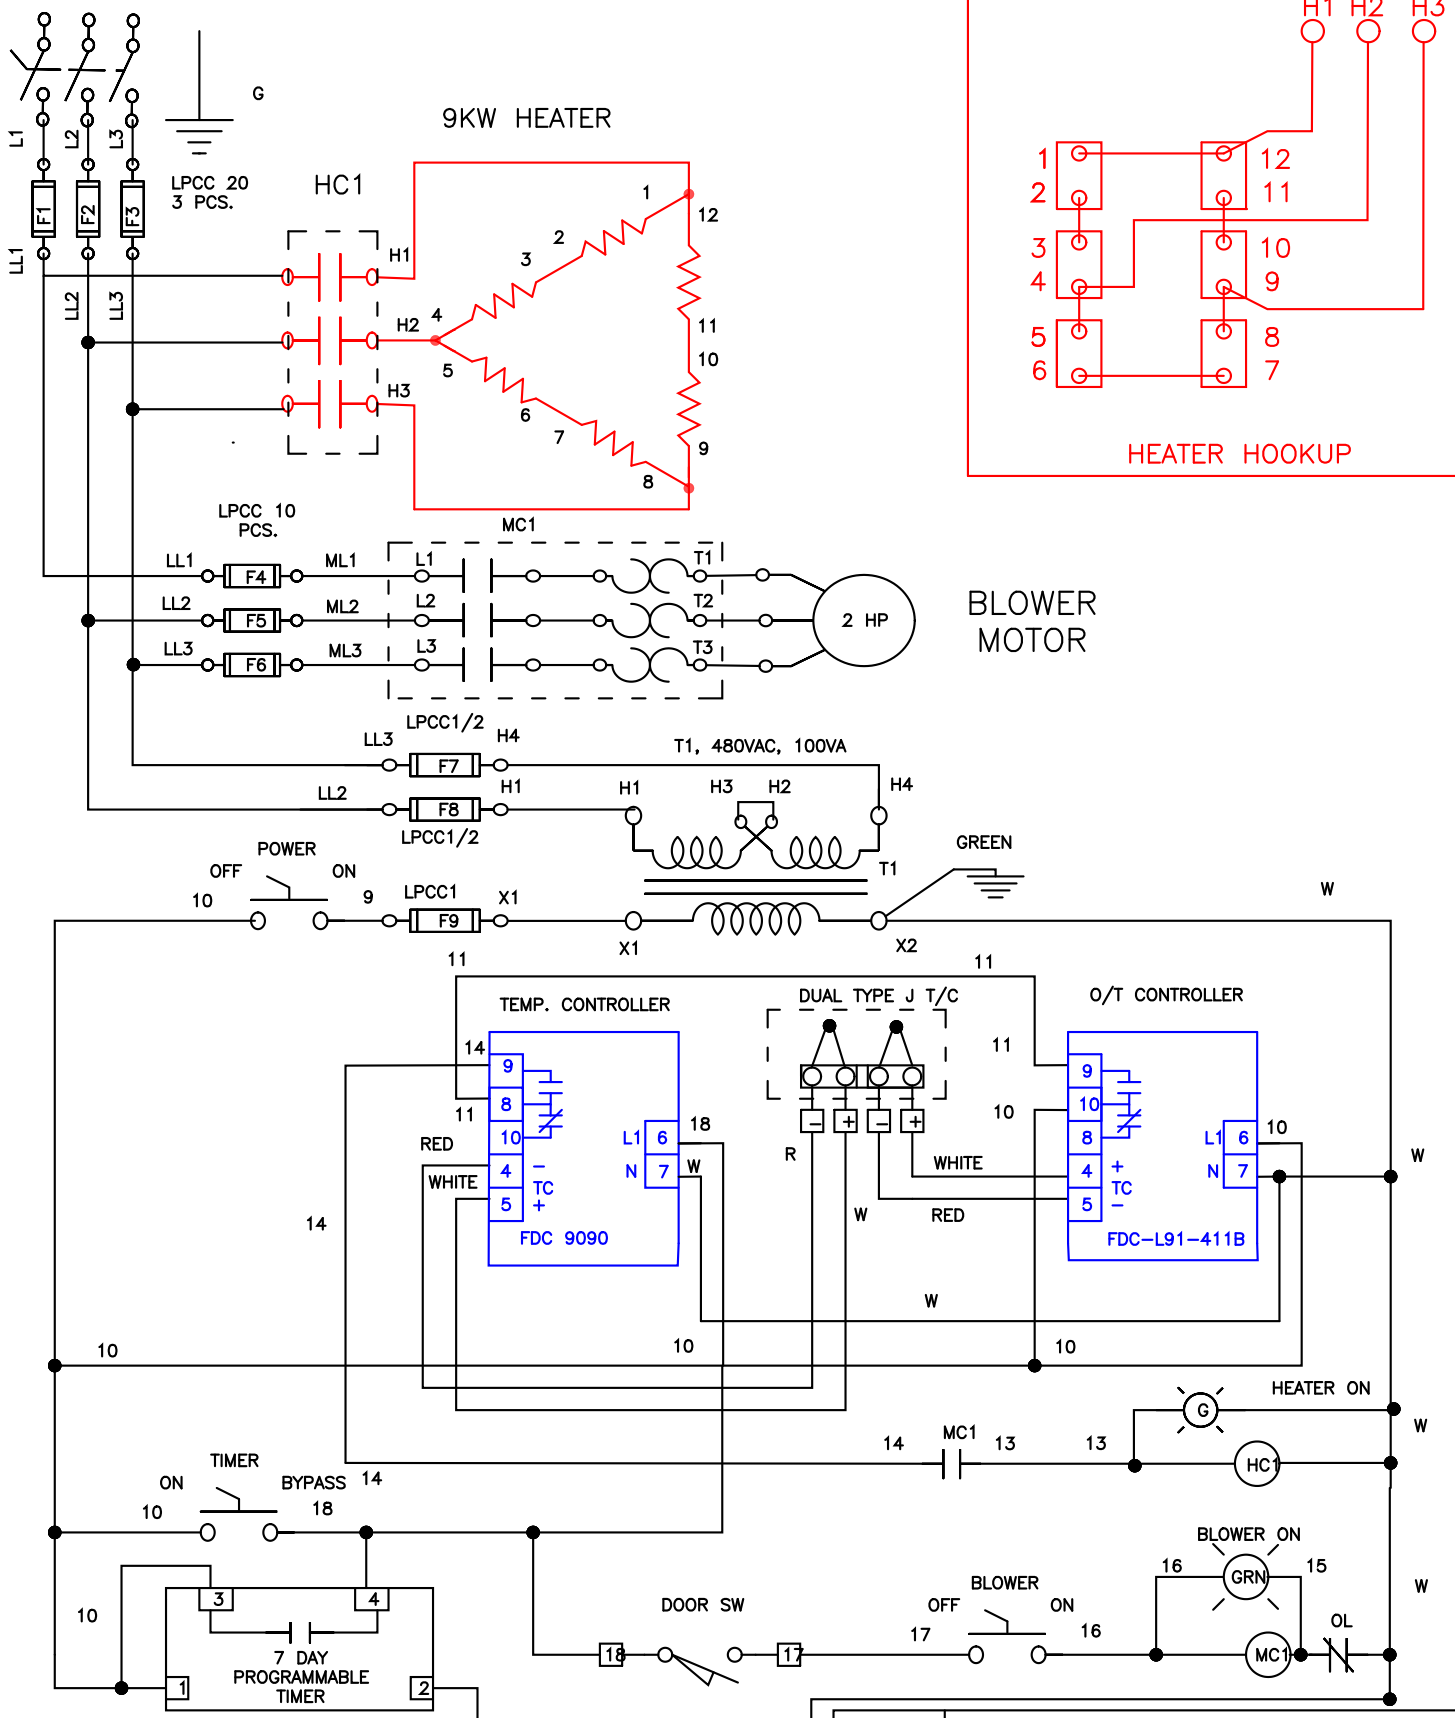 H1 H2 H3
G
9KW HEATER
L1 L2 L3
LPCC 20
3 PCS.
HC1
F1 F2 F3
LL1 LL2 LL3
H1
H2
H3
1
12
2
3
4
11
10
5
6
7
9
8
1 12
2 11
3 10
4 9
5 8
6 7
HEATER HOOKUP
LPCC 10
PCS.
MC1
LL1 F4 ML1 L1 T1
LL2 F5 ML2 L2 T2
LL3 F6 ML3 L3 T3
2 HP
BLOWER
MOTOR
LPCC1/2
LL3 F7 H4
T1, 480VAC, 100VA
LL2 F8 H1
LPCC1/2
H1 H3 H2 H4
T1
GREEN
POWER
OFF ON
10 9 LPCC1 F9 X1
X1 X2
W
11 11
TEMP. CONTROLLER
DUAL TYPE J T/C
O/T CONTROLLER
14 9
11 8
10
RED 4 -
TC
WHITE 5 +
L1 6 18
N 7 W
FDC 9090
- + - +
R
W
WHITE
RED
11 9
10 10
8
4 +
TC
5 -
L1 6 10
N 7
FDC-L91-411B
W
14
W
10 10 10
HEATER ON
G
W
14 MC1 13 13
HC1
14
TIMER
ON BYPASS
10 18
BLOWER ON
16 GRN 15
W
3 4
10
7 DAY
PROGRAMMABLE
TIMER
1 2
DOOR SW
18 17
17
BLOWER
OFF ON
16
MC1
OL